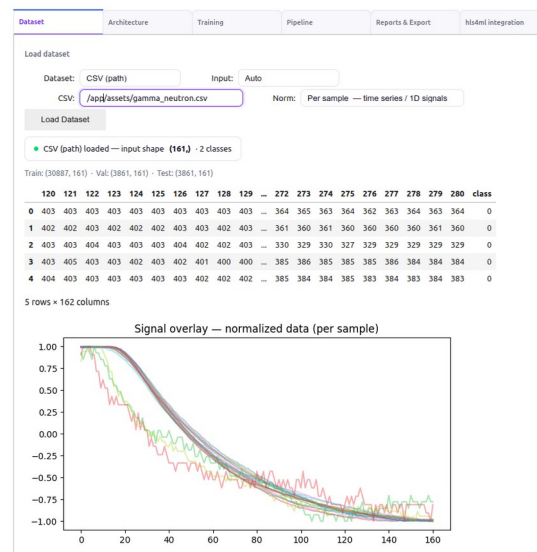 Dataset Architecture Training Pipeline Reports & Export hls4ml integration
Load dataset
Dataset: CSV (path) Input: Auto
CSV: /app/assets/gamma_neutron.csv Norm: Per sample — time series / 1D signals
Load Dataset
CSV (path) loaded — input shape (161,) · 2 classes
Train: (30887, 161) · Val: (3861, 161) · Test: (3861, 161)
120 121 122 123 124 125 126 127 128 129 ... 272 273 274 275 276 277 278 279 280 class
0 403 403 403 403 403 403 403 403 403 403 ... 364 365 363 364 362 363 364 363 364 0
1 402 402 402 403 402 403 403 403 402 402 ... 361 360 361 360 360 360 360 361 360 0
2 403 403 403 403 403 403 404 402 402 403 ... 330 329 330 327 329 329 329 329 329 0
3 403 405 403 403 402 403 402 401 400 400 ... 385 386 385 385 385 386 384 384 384 0
4 404 403 403 402 403 403 403 402 402 402 ... 385 384 385 384 385 383 384 383 383 0
5 rows × 162 columns
Signal overlay — normalized data (per sample)
1.00
0.75
0.50
0.25
0.00
−0.25
−0.50
−0.75
−1.00
0 20 40 60 80 100 120 140 160